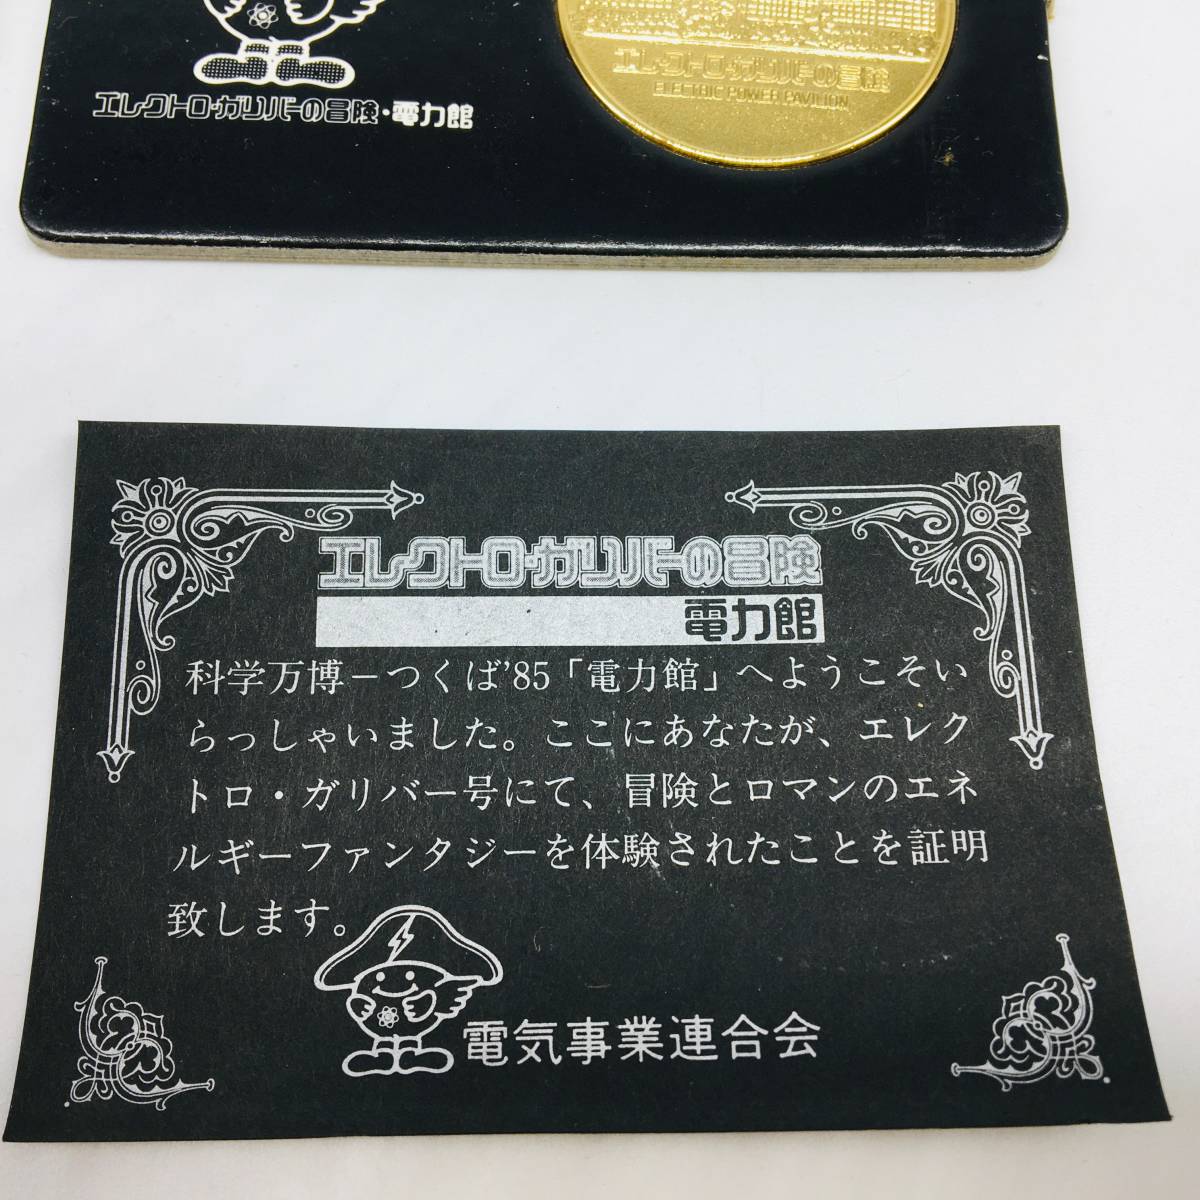 エレクトロ・ガリバーの冒険・電力館
エレクトロ・ガリバーの冒険
ELECTRIC POWER PAVILION
エレクトロ・ガリバーの冒険
電力館
科学万博－つくば'85「電力館」へようこそい
らっしゃいました。ここにあなたが、エレク
トロ・ガリバー号にて、冒険とロマンのエネ
ルギーファンタジーを体験されたことを証明
致します。
電気事業連合会